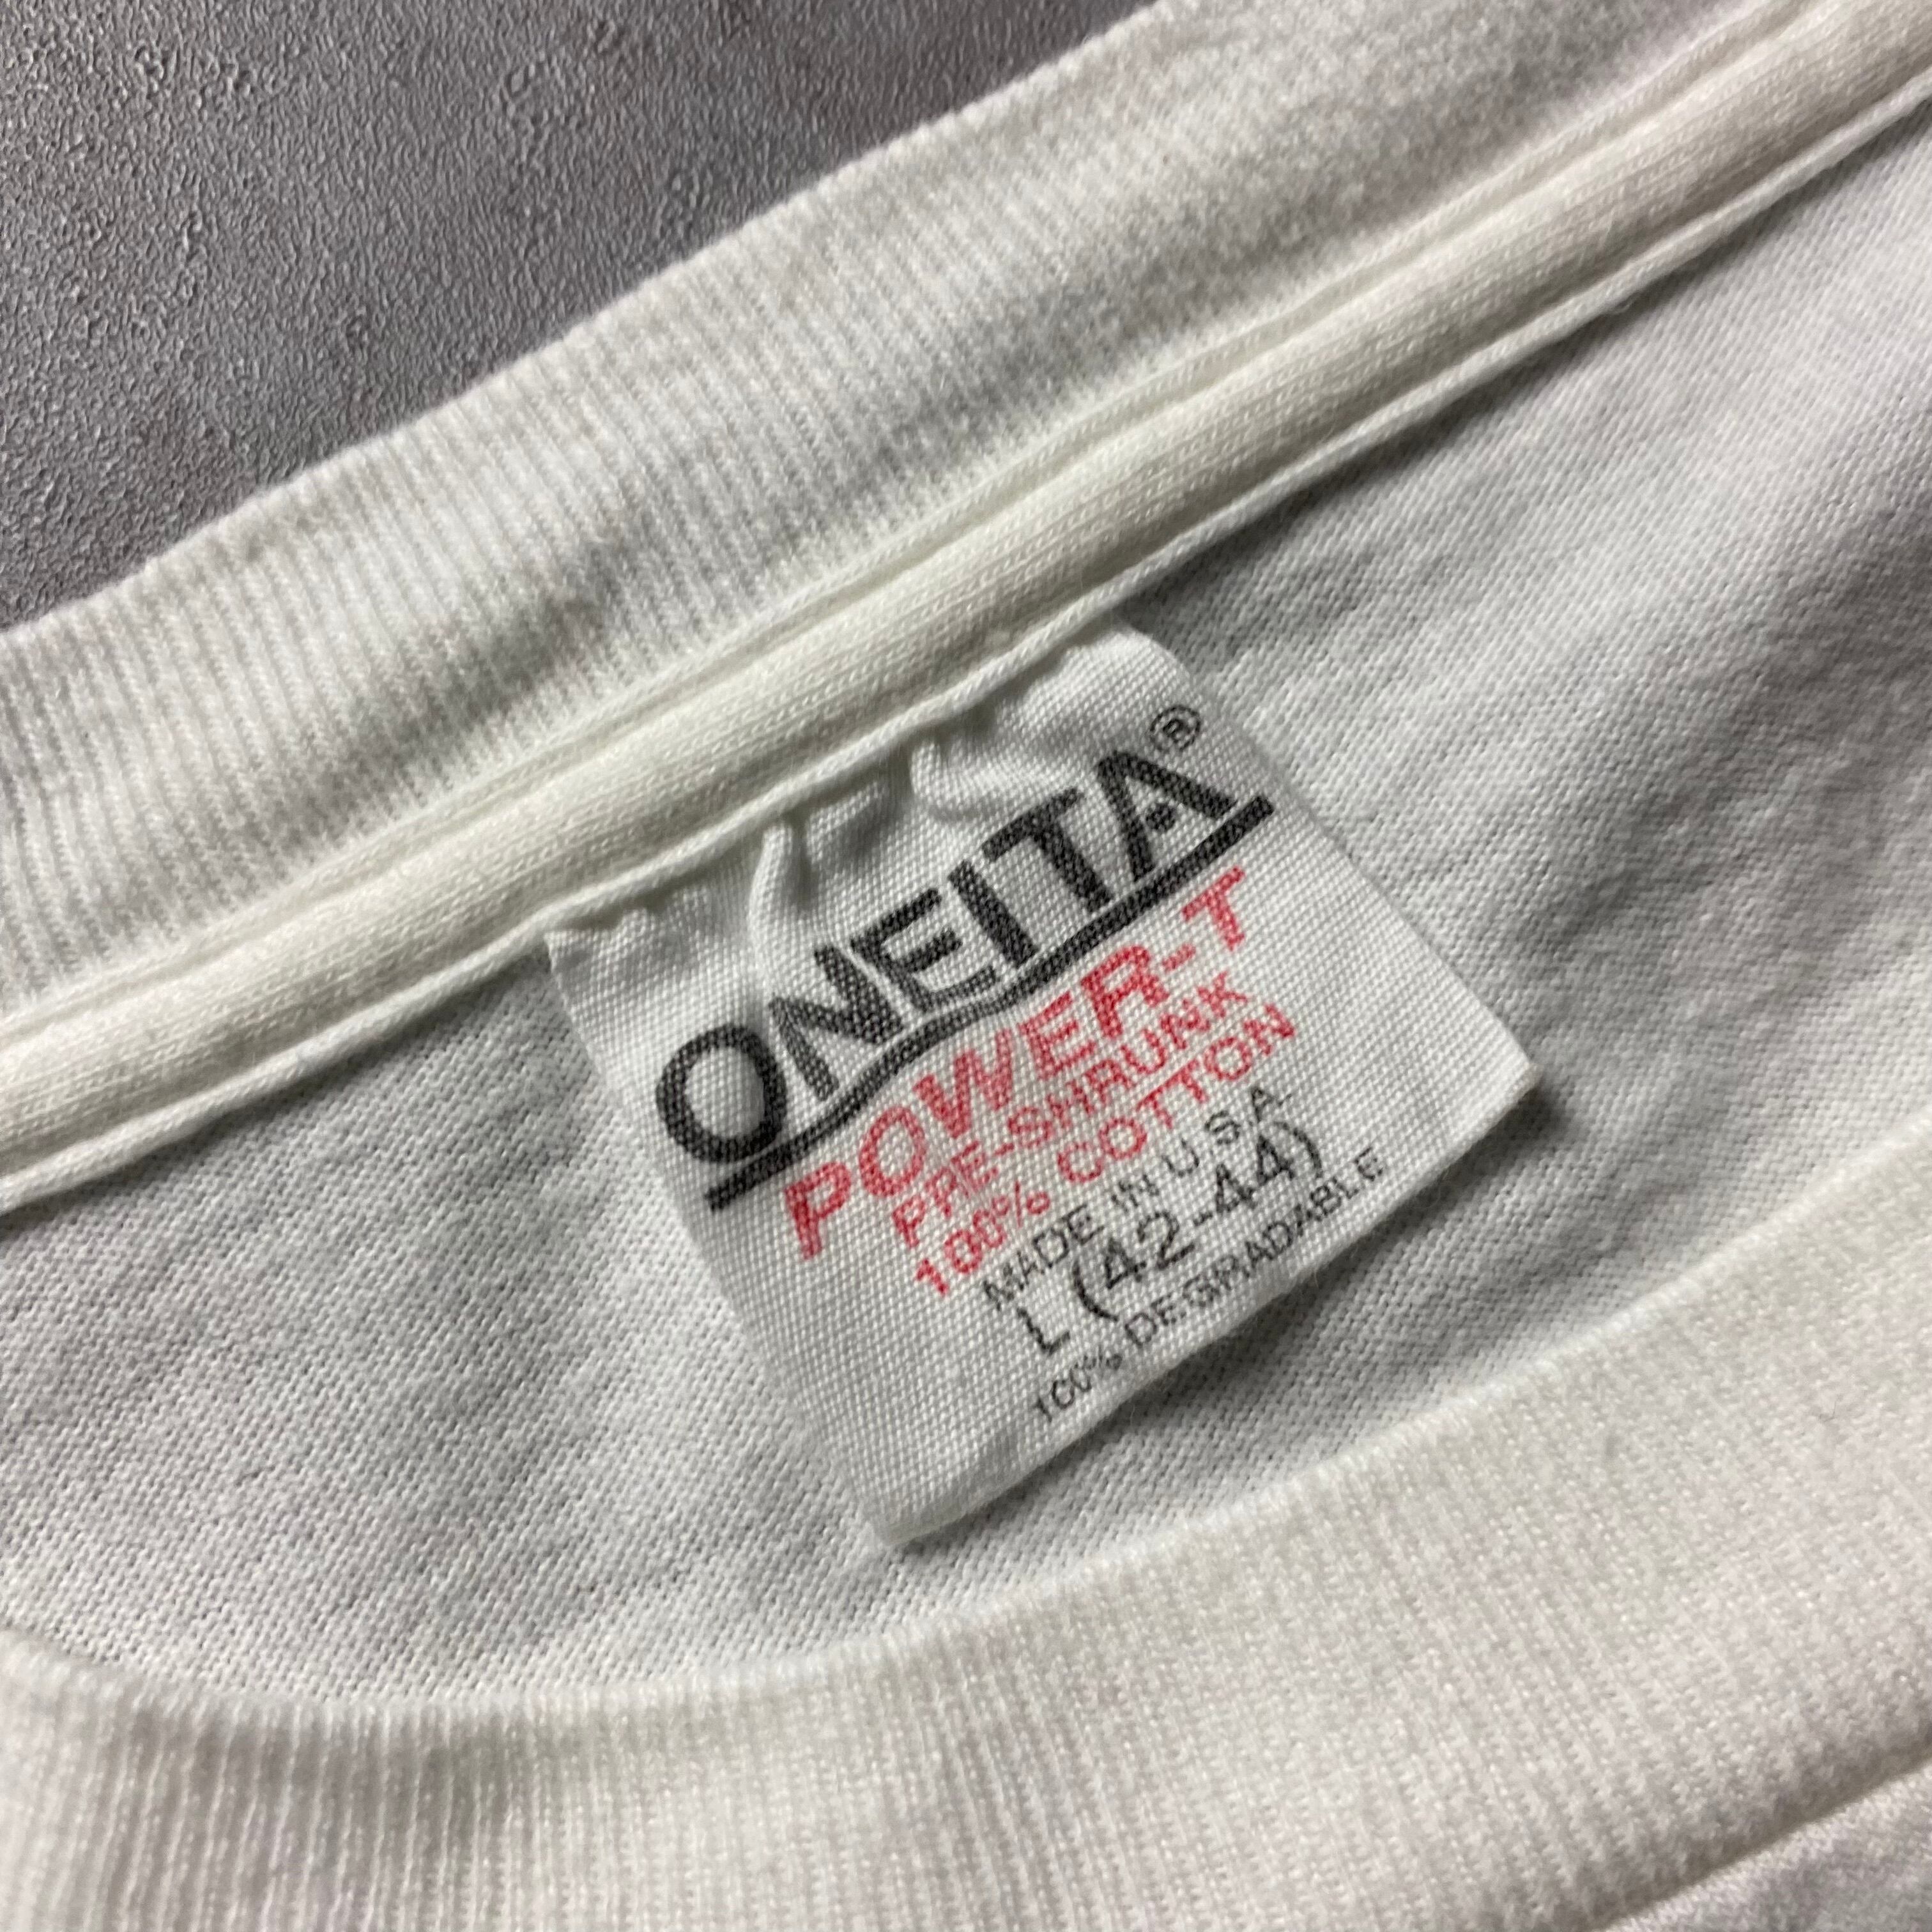 ONEITA®
POWER-T
PRE-SHRUNK
100% COTTON
MADE IN U.S.A.
L (42-44)
100% DEGRADABLE